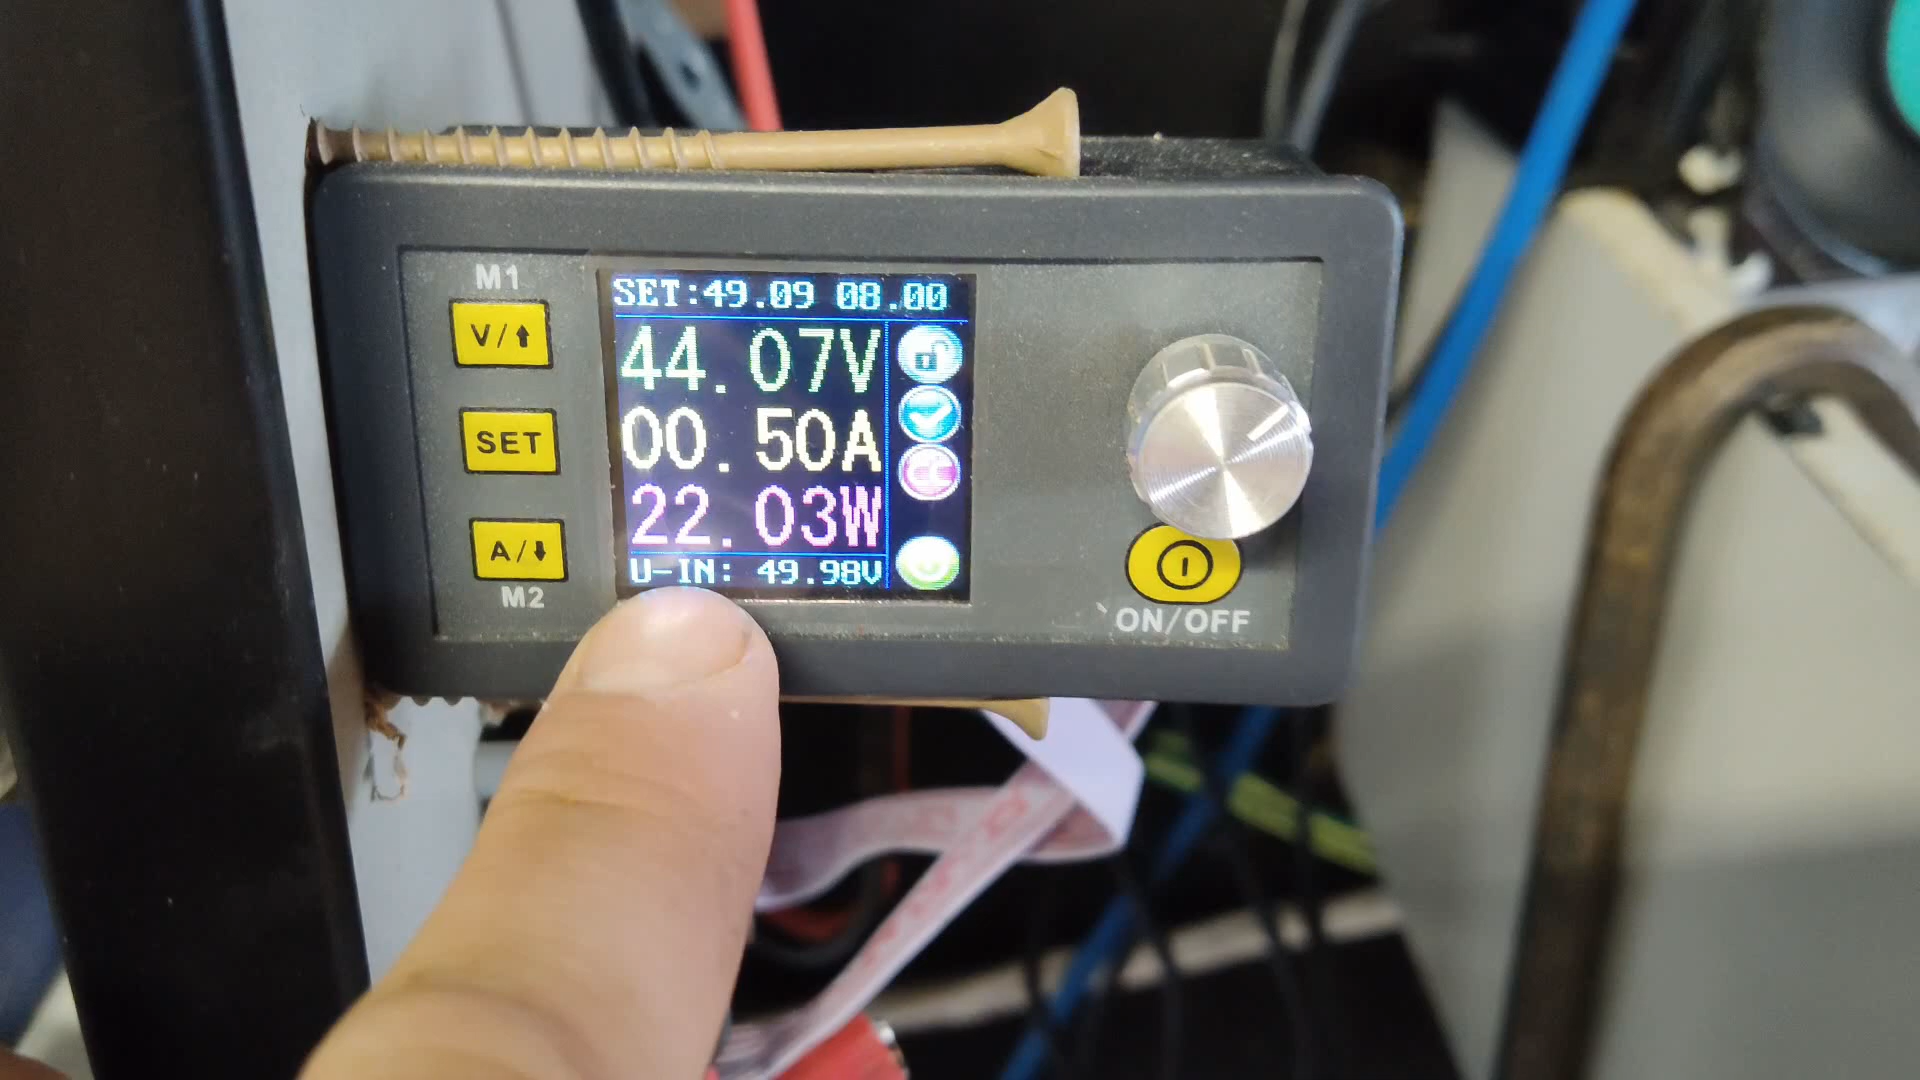 M1
V/⬆
SET
A/⬇
M2
SET:49.09 08.00
44.07V
00.50A
22.03W
U-IN: 49.98V
CC
ON/OFF